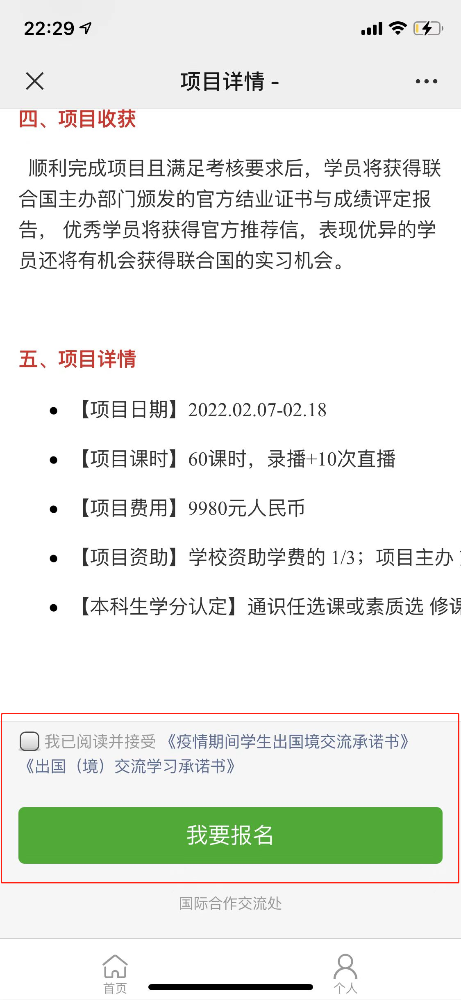 22:29
项目详情 -
四、项目收获
顺利完成项目且满足考核要求后，学员将获得联
合国主办部门颁发的官方结业证书与成绩评定报
告， 优秀学员将获得官方推荐信，表现优异的学
员还将有机会获得联合国的实习机会。
五、项目详情
● 【项目日期】2022.02.07-02.18
● 【项目课时】60课时，录播+10次直播
● 【项目费用】9980元人民币
● 【项目资助】学校资助学费的 1/3；项目主办
● 【本科生学分认定】通识任选课或素质选 修课
我已阅读并接受 《疫情期间学生出国境交流承诺书》
《出国（境）交流学习承诺书》
我要报名
国际合作交流处
首页
个人